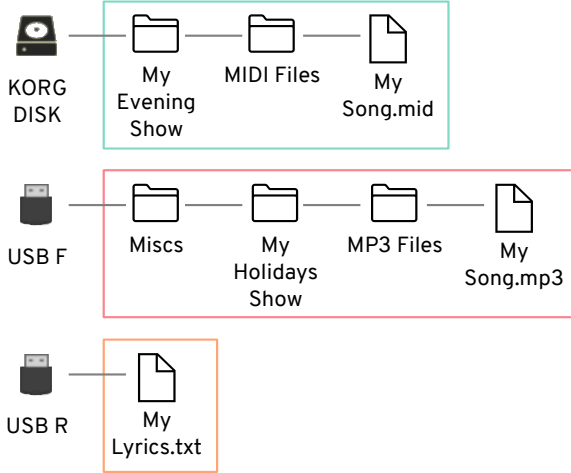 KORG
DISK
My
Evening
Show
MIDI Files
My
Song.mid
USB F
Miscs
My
Holidays
Show
MP3 Files
My
Song.mp3
USB R
My
Lyrics.txt